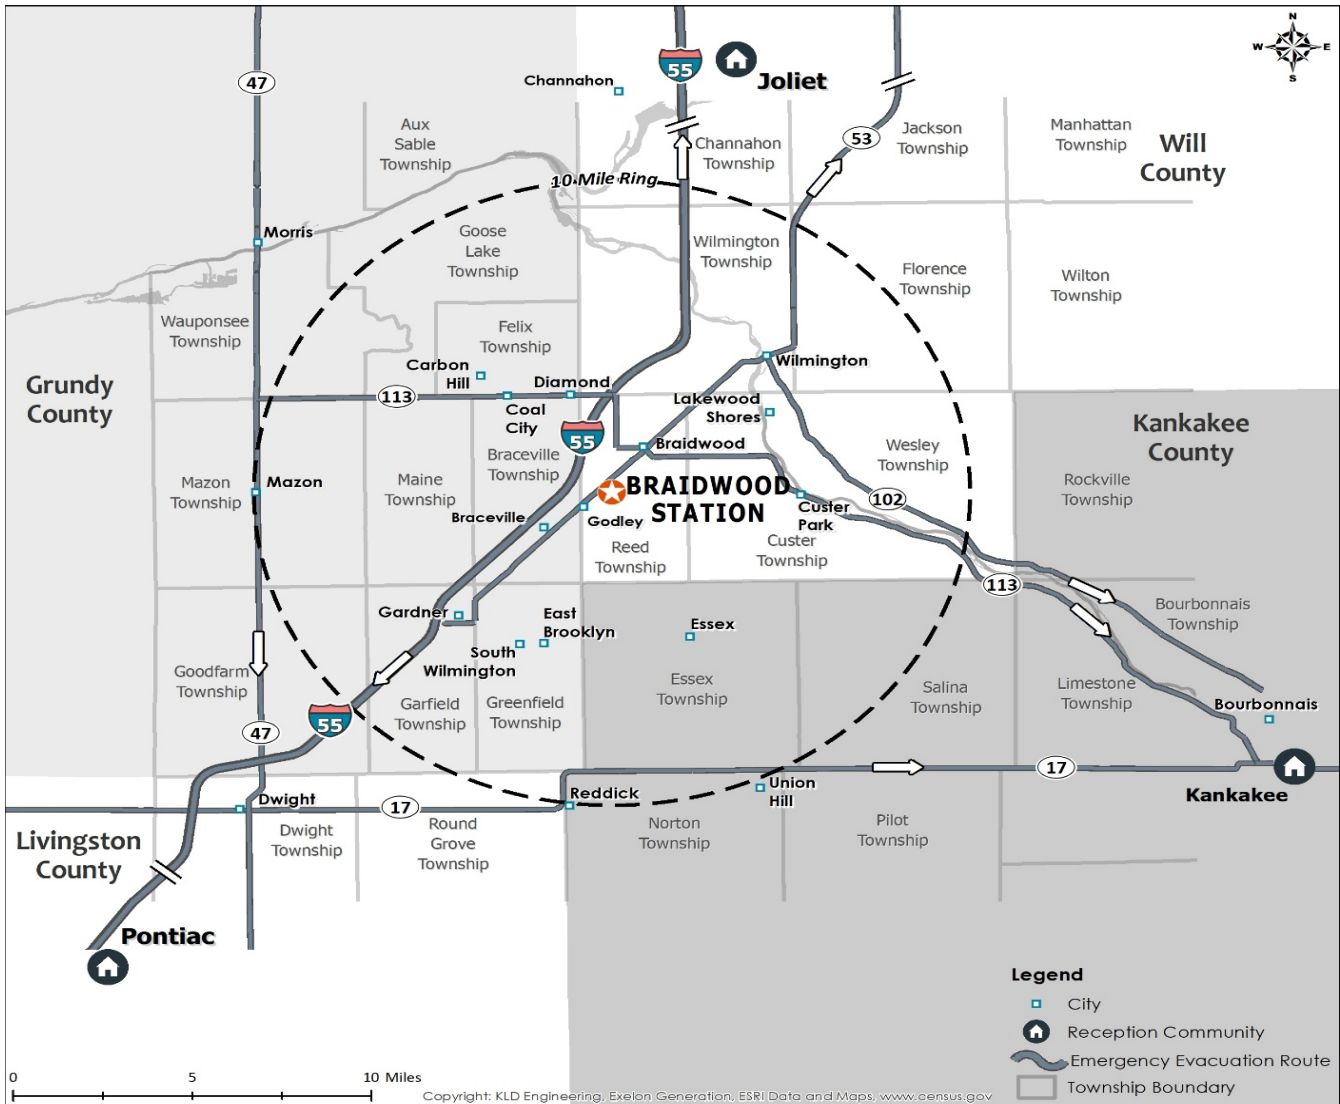 N
W E
S
47
55
Joliet
Channahon
53
Jackson
Township
Manhattan
Township
Will
County
Aux
Sable
Township
Channahon
Township
10 Mile Ring
Morris
Goose
Lake
Township
Wilmington
Township
Florence
Township
Wilton
Township
Wauponsee
Township
Felix
Township
Carbon
Hill
Diamond
Wilmington
Grundy
County
113
Coal
City
Lakewood
Shores
Kankakee
County
55
Braidwood
Braceville
Township
Wesley
Township
Mazon
Township
Mazon
Maine
Township
BRAIDWOOD
STATION
102
Rockville
Township
Braceville
Godley
Custer
Park
Reed
Township
Custer
Township
113
Gardner
East
Brooklyn
South
Wilmington
Essex
Bourbonnais
Township
Goodfarm
Township
Garfield
Township
Greenfield
Township
Essex
Township
Salina
Township
Limestone
Township
55
47
Bourbonnais
17
Dwight
17
Reddick
Union
Hill
Kankakee
Livingston
County
Dwight
Township
Round
Grove
Township
Norton
Township
Pilot
Township
Pontiac
Legend
City
Reception Community
Emergency Evacuation Route
Township Boundary
0 5 10 Miles
Copyright: KLD Engineering, Exelon Generation, ESRI Data and Maps, www.census.gov